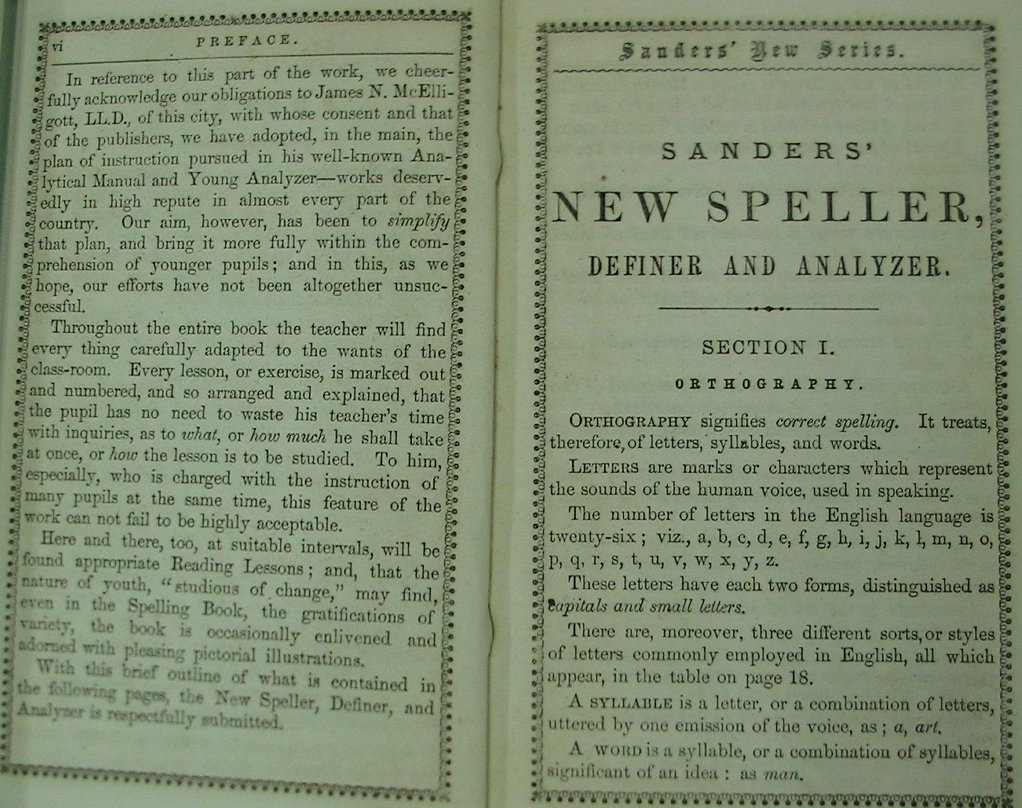 vi
PREFACE.
In reference to this part of the work, we cheer-
fully acknowledge our obligations to James N. McElli-
gott, LL.D., of this city, with whose consent and that
of the publishers, we have adopted, in the main, the
plan of instruction pursued in his well-known Ana-
lytical Manual and Young Analyzer—works deserv-
edly in high repute in almost every part of the
country. Our aim, however, has been to simplify
that plan, and bring it more fully within the com-
prehension of younger pupils; and in this, as we
hope, our efforts have not been altogether unsuc-
cessful.
Throughout the entire book the teacher will find
every thing carefully adapted to the wants of the
class-room. Every lesson, or exercise, is marked out
and numbered, and so arranged and explained, that
the pupil has no need to waste his teacher's time
with inquiries, as to what, or how much he shall take
at once, or how the lesson is to be studied. To him,
especially, who is charged with the instruction of
many pupils at the same time, this feature of the
work can not fail to be highly acceptable.
Here and there, too, at suitable intervals, will be
found appropriate Reading Lessons; and, that the
nature of youth, "studious of change," may find,
even in the Spelling Book, the gratifications of
variety, the book is occasionally enlivened and
adorned with pleasing pictorial illustrations.
With this brief outline of what is contained in
the following pages, the New Speller, Definer, and
Analyzer is respectfully submitted.
Sanders' New Series.
SANDERS'
NEW SPELLER,
DEFINER AND ANALYZER.
SECTION I.
ORTHOGRAPHY.
ORTHOGRAPHY signifies correct spelling. It treats,
therefore, of letters, syllables, and words.
LETTERS are marks or characters which represent
the sounds of the human voice, used in speaking.
The number of letters in the English language is
twenty-six; viz., a, b, c, d, e, f, g, h, i, j, k, l, m, n, o,
p, q, r, s, t, u, v, w, x, y, z.
These letters have each two forms, distinguished as
capitals and small letters.
There are, moreover, three different sorts, or styles
of letters commonly employed in English, all which
appear, in the table on page 18.
A SYLLABLE is a letter, or a combination of letters,
uttered by one emission of the voice, as; a, art.
A WORD is a syllable, or a combination of syllables,
significant of an idea: as man.